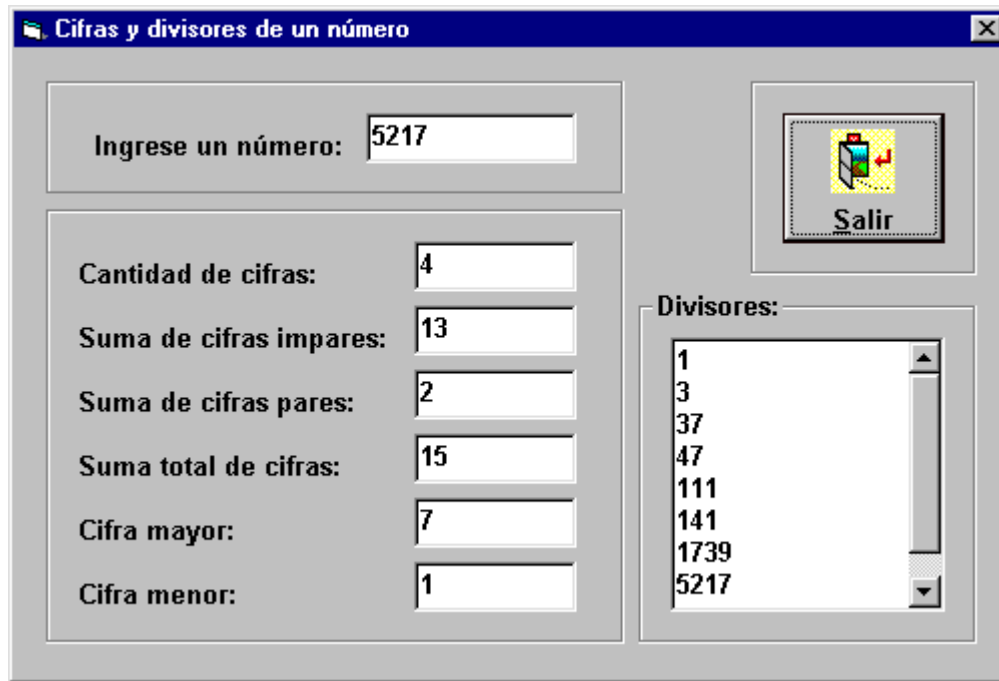 Cifras y divisores de un número
Ingrese un número: 5217
Salir
Cantidad de cifras: 4
Suma de cifras impares: 13
Suma de cifras pares: 2
Suma total de cifras: 15
Cifra mayor: 7
Cifra menor: 1
Divisores:
1
3
37
47
111
141
1739
5217